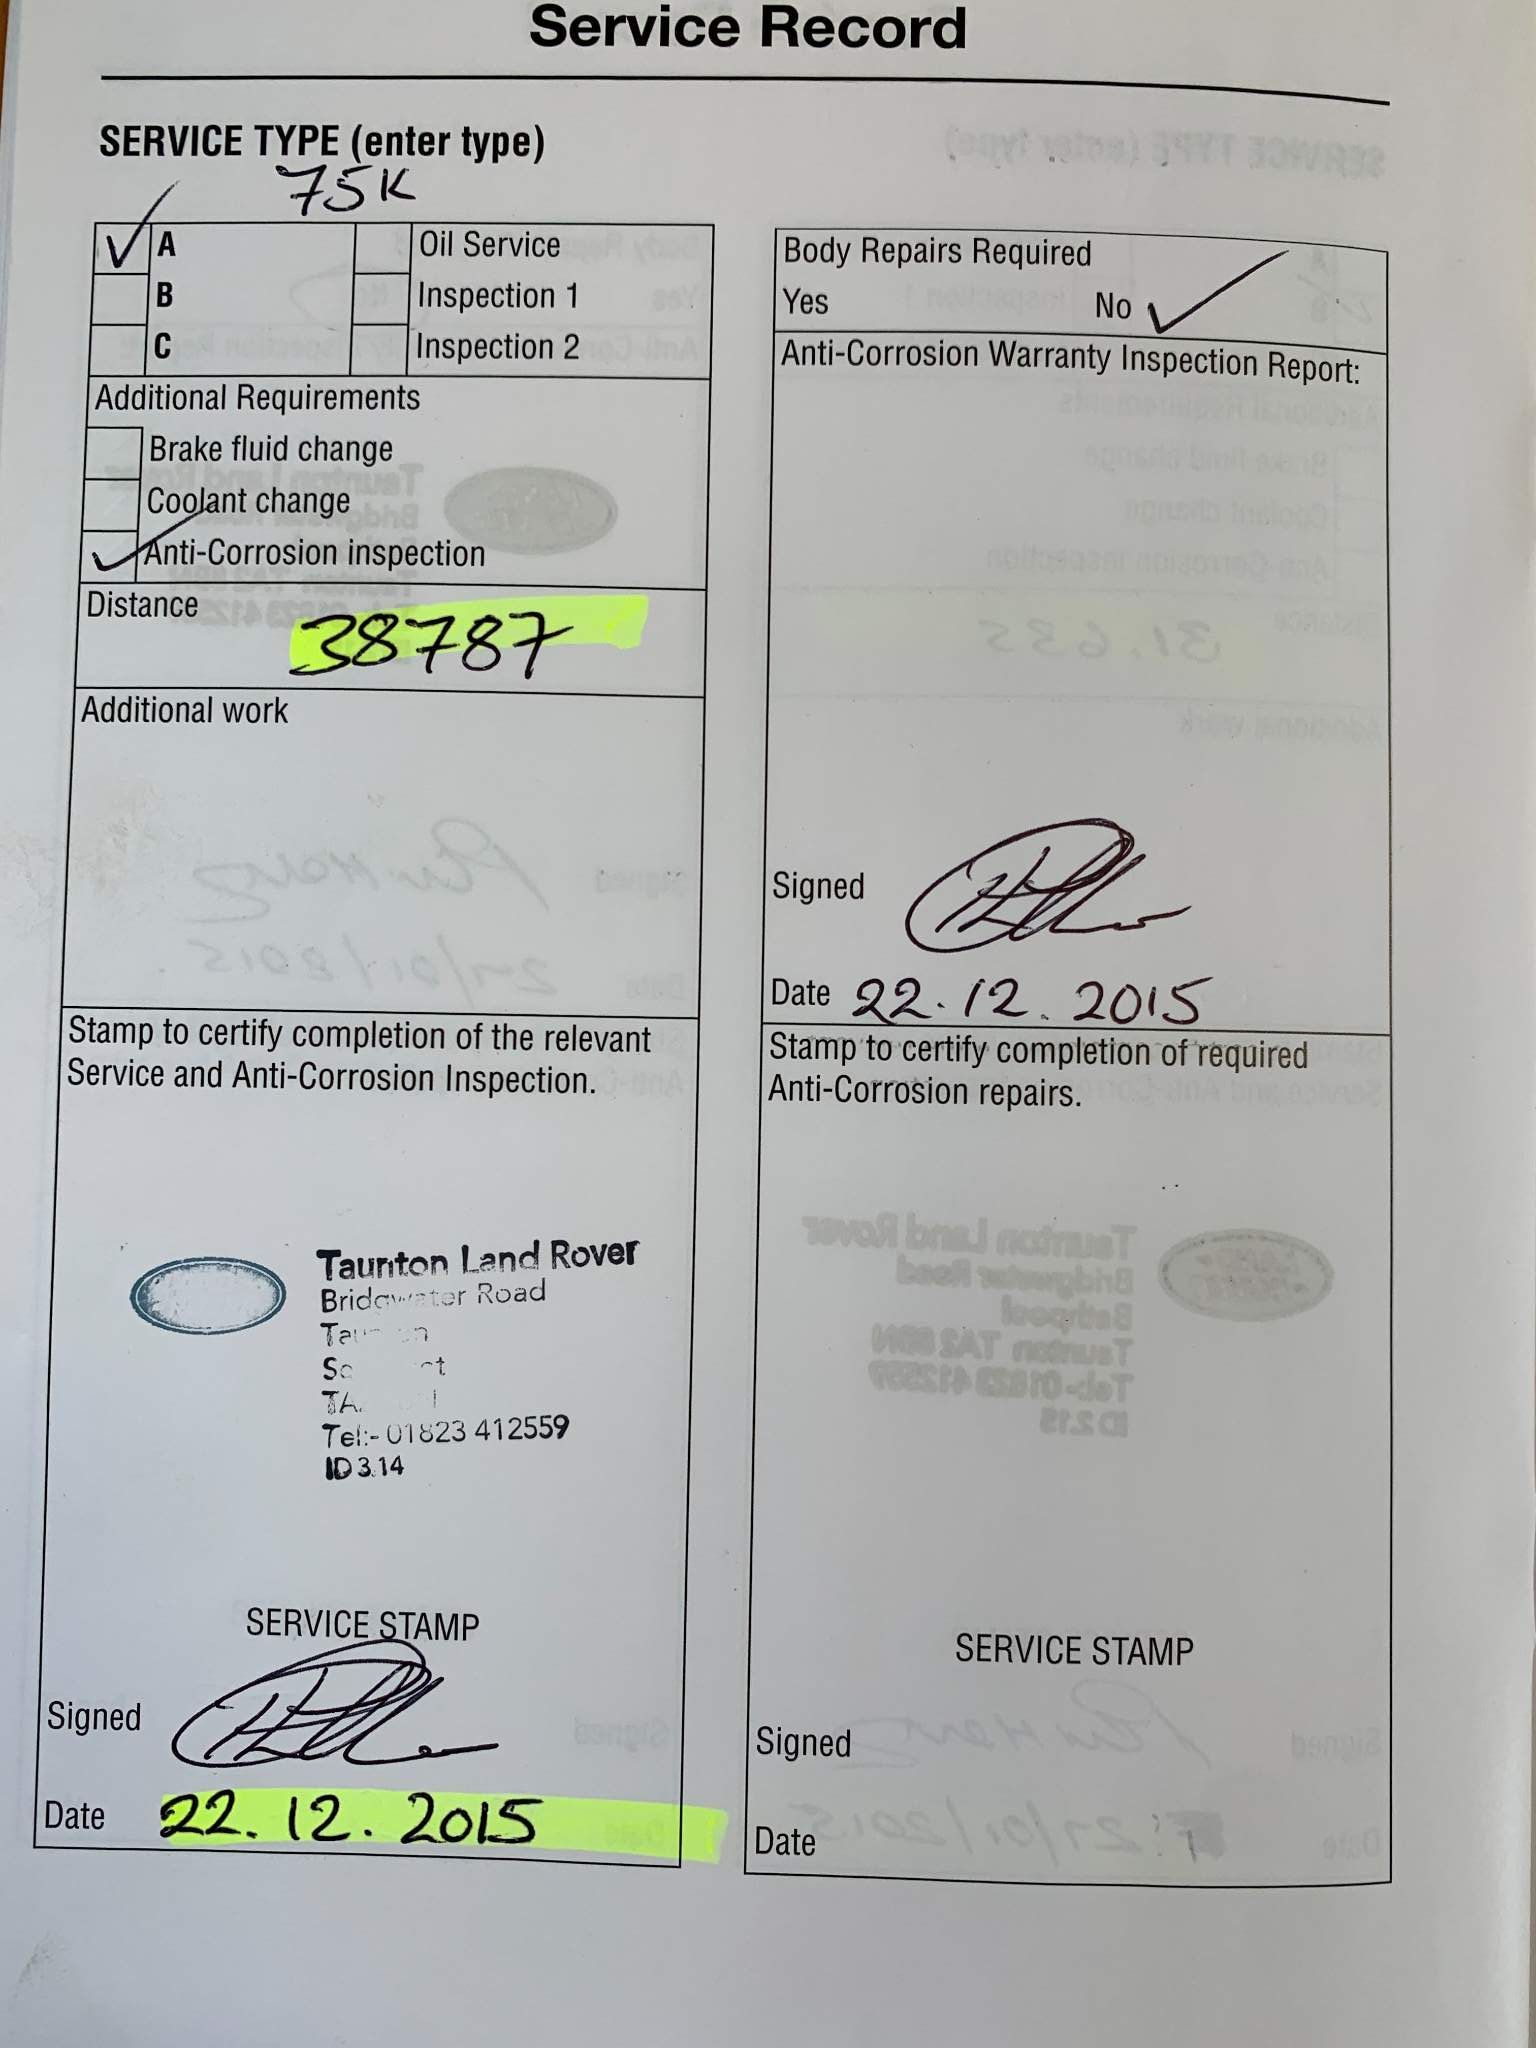 Service Record
SERVICE TYPE (enter type)
75K
A
Oil Service
B
Inspection 1
C
Inspection 2
Additional Requirements
Brake fluid change
Coolant change
Anti-Corrosion inspection
Distance
38787
Additional work
Stamp to certify completion of the relevant
Service and Anti-Corrosion Inspection.
Taunton Land Rover
Bridgwater Road
Tel:- 01823 412559
ID 3.14
SERVICE STAMP
Signed
Date 22.12.2015
Body Repairs Required
Yes No
Anti-Corrosion Warranty Inspection Report:
Signed
Date 22.12.2015
Stamp to certify completion of required
Anti-Corrosion repairs.
SERVICE STAMP
Signed
Date